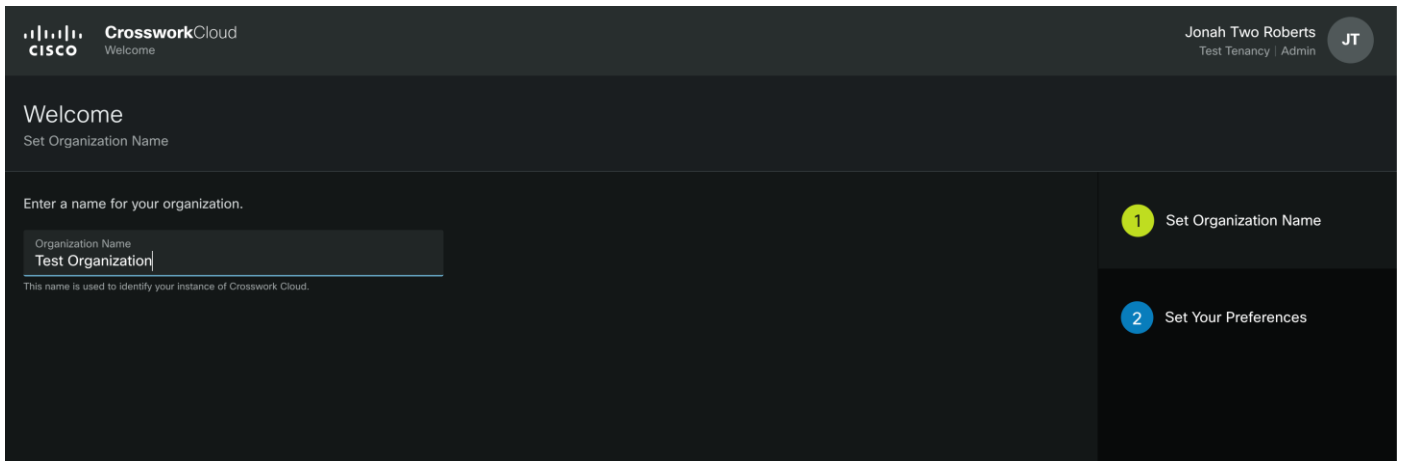 CISCO
CrossworkCloud
Welcome
Jonah Two Roberts
Test Tenancy | Admin
JT
Welcome
Set Organization Name
Enter a name for your organization.
Organization Name
Test Organization
This name is used to identify your instance of Crosswork Cloud.
1 Set Organization Name
2 Set Your Preferences